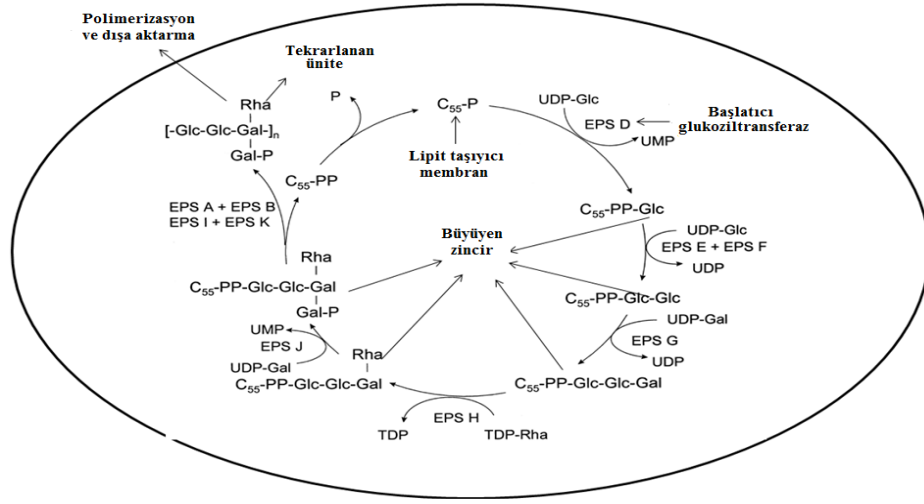 Polimerizasyon
ve dışa aktarma
Tekrarlanan
ünite
Rha
[-Glc-Glc-Gal-]n
Gal-P
P
C55-P
UDP-Glc
EPS D
UMP
Başlatıcı
glukoziltransferaz
Lipit taşıyıcı
membran
C55-PP
EPS A + EPS B
EPS I + EPS K
C55-PP-Glc
UDP-Glc
EPS E + EPS F
UDP
Büyüyen
zincir
Rha
C55-PP-Glc-Glc-Gal
Gal-P
C55-PP-Glc-Glc
UDP-Gal
EPS G
UDP
UMP
EPS J
UDP-Gal
Rha
C55-PP-Glc-Glc-Gal
C55-PP-Glc-Glc-Gal
EPS H
TDP
TDP-Rha